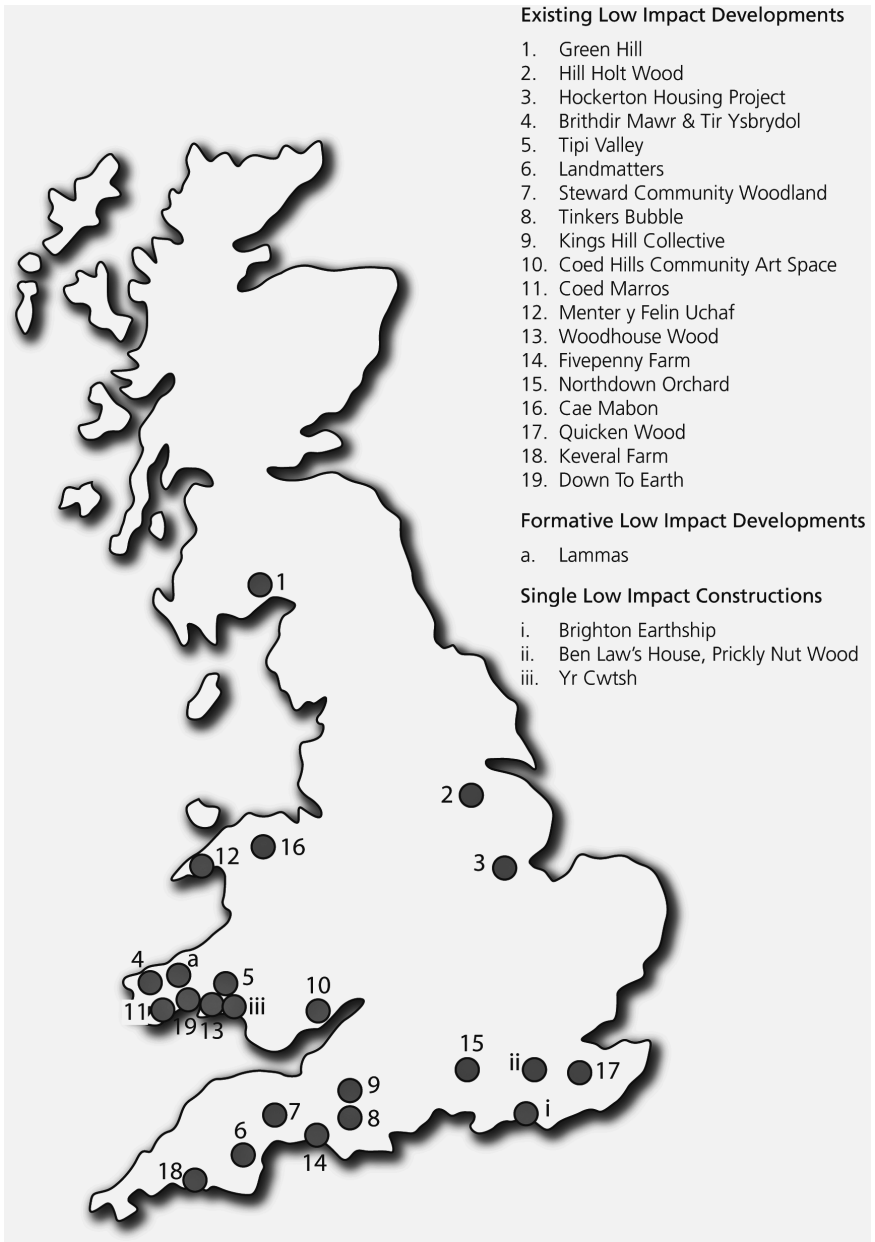 Existing Low Impact Developments
1. Green Hill
2. Hill Holt Wood
3. Hockerton Housing Project
4. Brithdir Mawr & Tir Ysbrydol
5. Tipi Valley
6. Landmatters
7. Steward Community Woodland
8. Tinkers Bubble
9. Kings Hill Collective
10. Coed Hills Community Art Space
11. Coed Marros
12. Menter y Felin Uchaf
13. Woodhouse Wood
14. Fivepenny Farm
15. Northdown Orchard
16. Cae Mabon
17. Quicken Wood
18. Keveral Farm
19. Down To Earth
Formative Low Impact Developments
a. Lammas
Single Low Impact Constructions
i. Brighton Earthship
ii. Ben Law's House, Prickly Nut Wood
iii. Yr Cwtsh
1
2
3
16
12
4
a
5
10
11
19
13
iii
15
ii
17
9
8
7
i
6
14
18